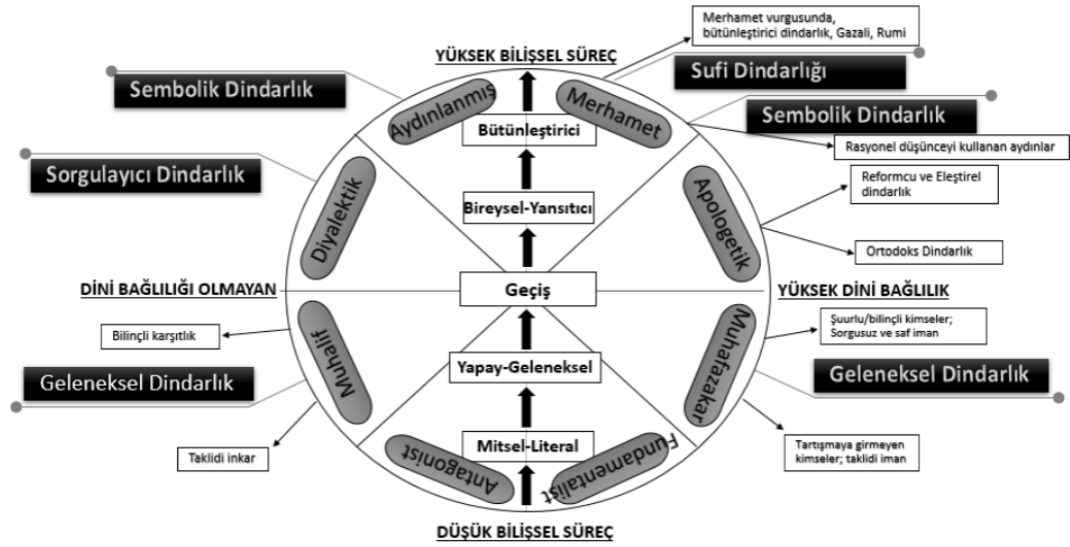 Merhamet vurgusunda,
bütünleştirici dindarlık, Gazali, Rumi
YÜKSEK BİLİŞSEL SÜREÇ
Sufi Dindarlığı
Sembolik Dindarlık
Aydınlanmış
Merhamet
Sembolik Dindarlık
Bütünleştirici
Rasyonel düşünceyi kullanan aydınlar
Sorgulayıcı Dindarlık
Diyalektik
Bireysel-Yansıtıcı
Apologetik
Reformcu ve Eleştirel
dindarlık
Ortodoks Dindarlık
DİNİ BAĞLILIĞI OLMAYAN
Geçiş
YÜKSEK DİNİ BAĞLILIK
Bilinçli karşıtlık
Muhalif
Muhafazakar
Şuurlu/bilinçli kimseler;
Sorgusuz ve saf iman
Geleneksel Dindarlık
Yapay-Geleneksel
Geleneksel Dindarlık
Taklidi inkar
Antagonist
Mitsel-Literal
Fundamentalist
Tartışmaya girmeyen
kimseler; taklidi iman
DÜŞÜK BİLİŞSEL SÜREÇ